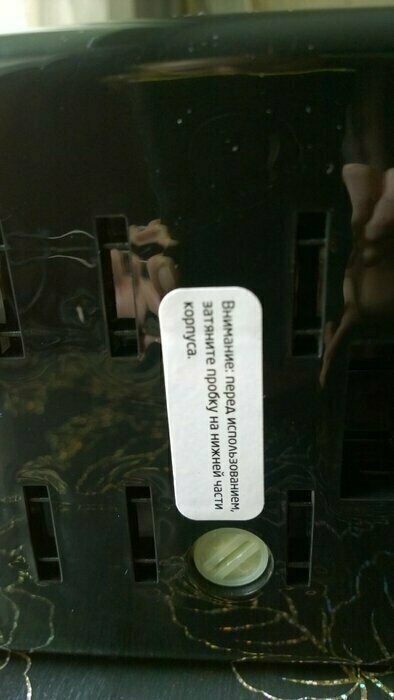 Внимание: перед использованием,
затяните пробку на нижней части
корпуса.